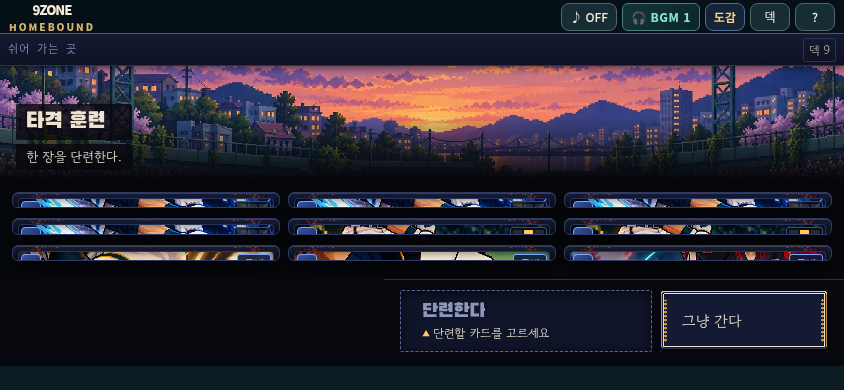 9ZONE
HOMEBOUND
♪ OFF
🎧 BGM 1
도감
덱
?
쉬어 가는 곳
덱 9
타격 훈련
한 장을 단련한다.
단련한다
▲ 단련할 카드를 고르세요
그냥 간다